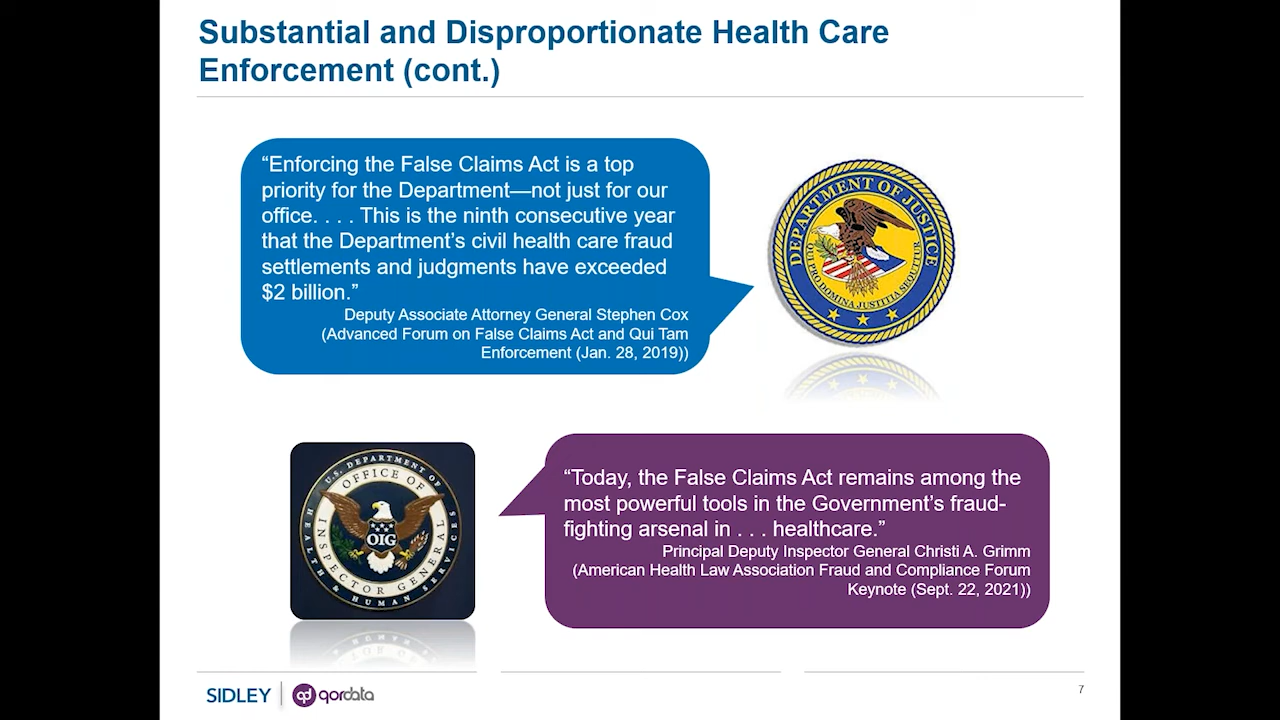 Substantial and Disproportionate Health Care
Enforcement (cont.)
“Enforcing the False Claims Act is a top
priority for the Department—not just for our
office. . . . This is the ninth consecutive year
that the Department’s civil health care fraud
settlements and judgments have exceeded
$2 billion.”
Deputy Associate Attorney General Stephen Cox
(Advanced Forum on False Claims Act and Qui Tam
Enforcement (Jan. 28, 2019))
DEPARTMENT OF JUSTICE
QUI PRO DOMINA JUSTITIA SEQUITUR
U.S. DEPARTMENT OF
HEALTH & HUMAN SERVICES
OFFICE OF
INSPECTOR GENERAL
OIG
“Today, the False Claims Act remains among the
most powerful tools in the Government’s fraud-
fighting arsenal in . . . healthcare.”
Principal Deputy Inspector General Christi A. Grimm
(American Health Law Association Fraud and Compliance Forum
Keynote (Sept. 22, 2021))
SIDLEY
qd qordata
7